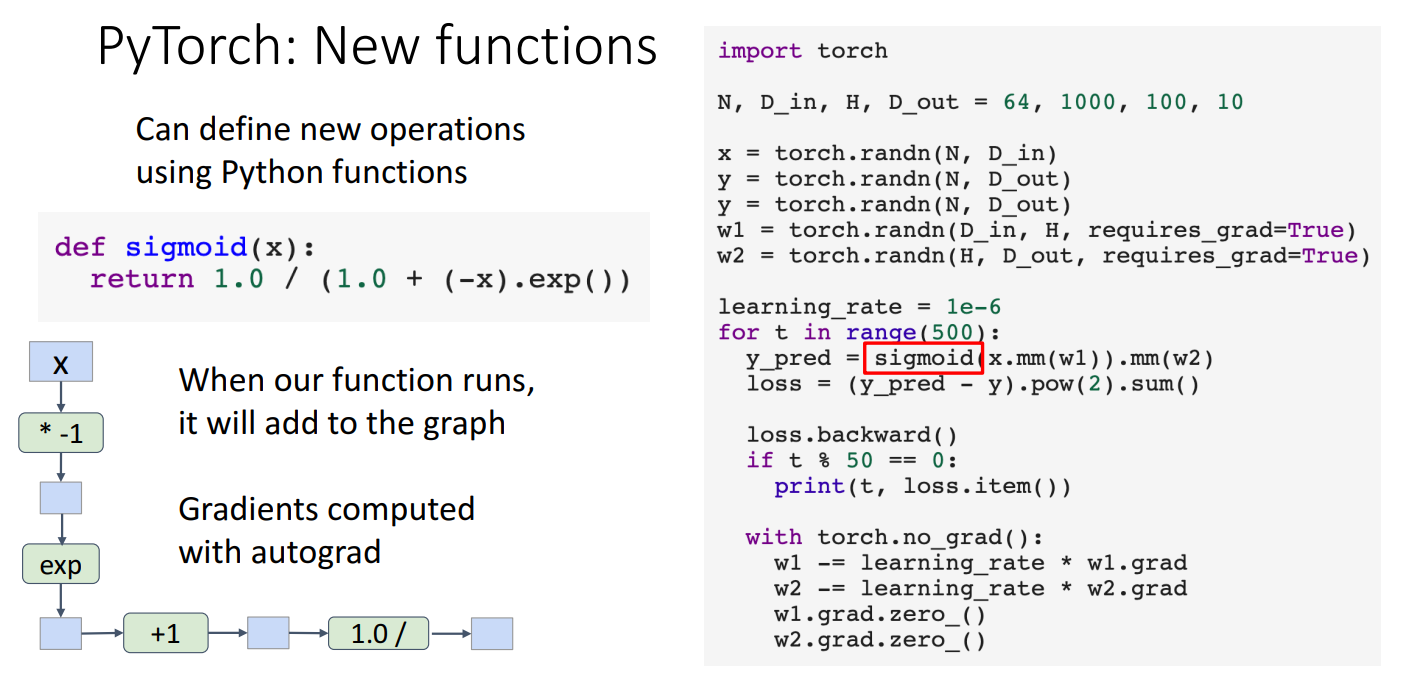 PyTorch: New functions
Can define new operations
using Python functions
def sigmoid(x):
  return 1.0 / (1.0 + (-x).exp())
x
* -1
exp
+1
1.0 /
When our function runs,
it will add to the graph
Gradients computed
with autograd
import torch
N, D_in, H, D_out = 64, 1000, 100, 10
x = torch.randn(N, D_in)
y = torch.randn(N, D_out)
y = torch.randn(N, D_out)
w1 = torch.randn(D_in, H, requires_grad=True)
w2 = torch.randn(H, D_out, requires_grad=True)
learning_rate = 1e-6
for t in range(500):
  y_pred = sigmoid(x.mm(w1)).mm(w2)
  loss = (y_pred - y).pow(2).sum()
  loss.backward()
  if t % 50 == 0:
    print(t, loss.item())
  with torch.no_grad():
    w1 -= learning_rate * w1.grad
    w2 -= learning_rate * w2.grad
    w1.grad.zero_()
    w2.grad.zero_()